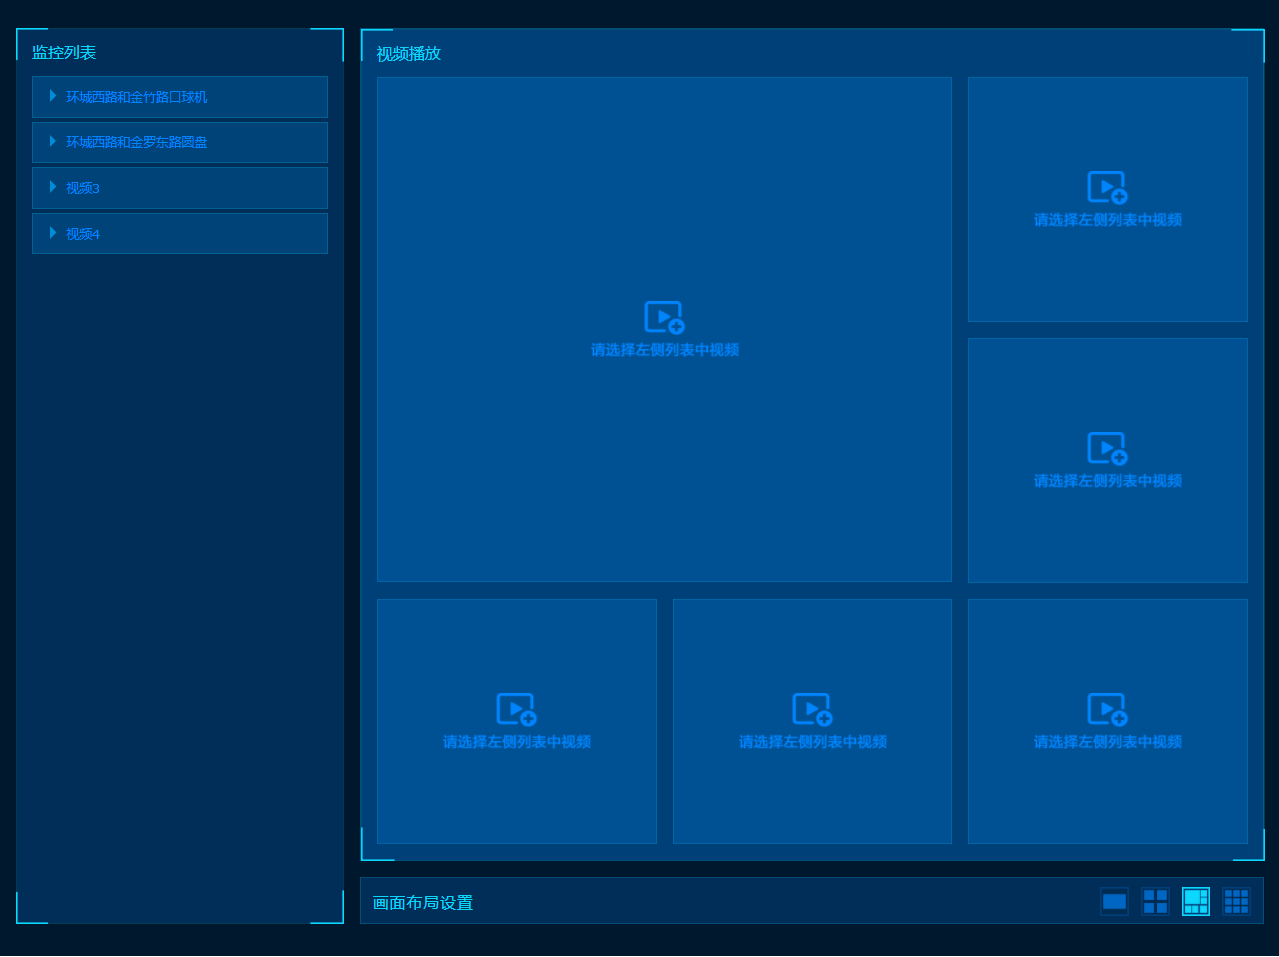 监控列表
环城西路和金竹路口球机
环城西路和金罗东路圆盘
视频3
视频4
视频播放
请选择左侧列表中视频
请选择左侧列表中视频
请选择左侧列表中视频
请选择左侧列表中视频
请选择左侧列表中视频
请选择左侧列表中视频
画面布局设置